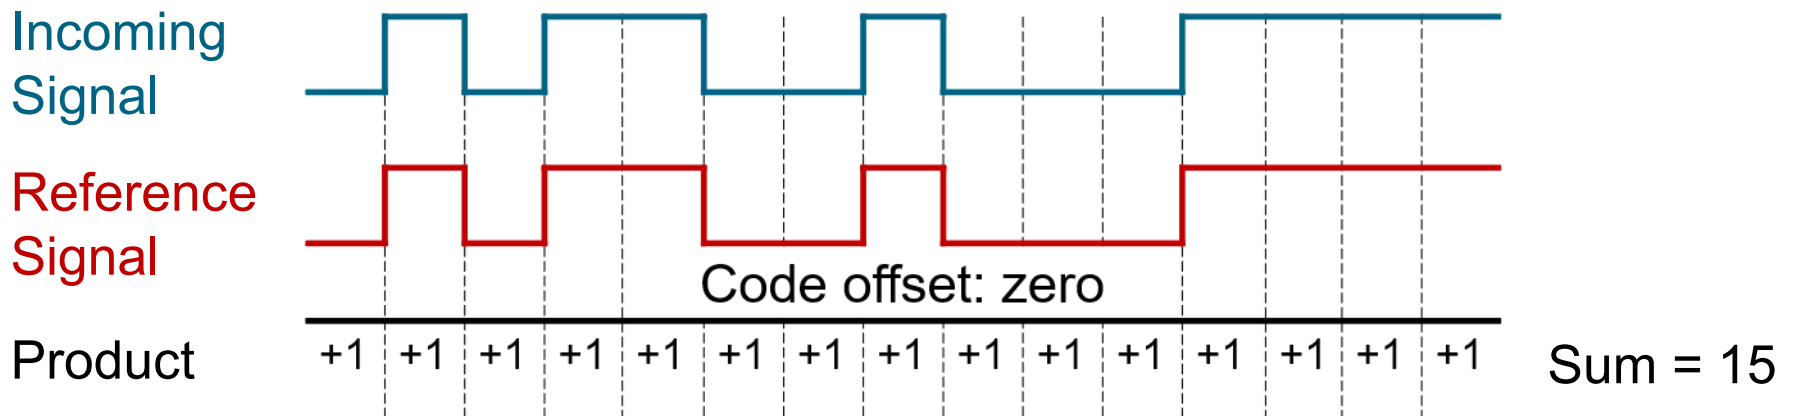 Incoming
Signal
Reference
Signal
Code offset: zero
Product +1 +1 +1 +1 +1 +1 +1 +1 +1 +1 +1 +1 +1 +1 +1 Sum = 15